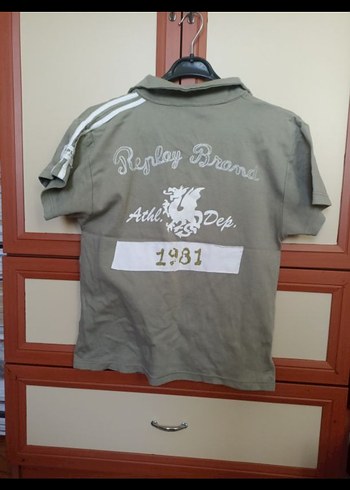 Replay Brand
Athl. Dep.
1981